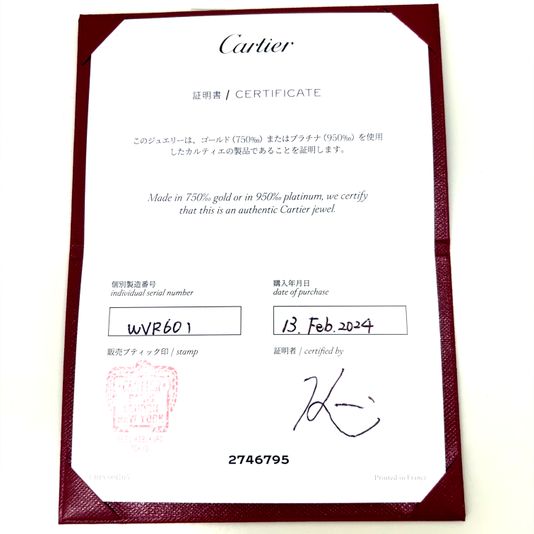 Cartier
証明書 / CERTIFICATE
このジュエリーは、ゴールド(750‰)またはプラチナ(950‰)を使用
したカルティエの製品であることを証明します。
Made in 750‰ gold or in 950‰ platinum, we certify
that this is an authentic Cartier jewel.
個別製造番号
individual serial number
購入年月日
date of purchase
WVR601
13. Feb. 2024
販売ブティック印 / stamp
証明者 / certified by
NEW YORK
2746795
Printed in France